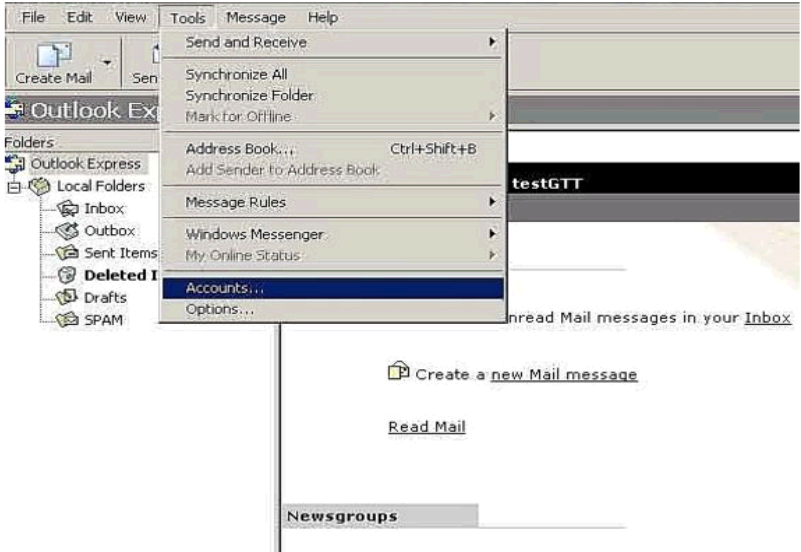 File Edit View Tools Message Help
Create Mail
Sen
Send and Receive
Synchronize All
Synchronize Folder
Mark for Offline
Address Book... Ctrl+Shift+B
Add Sender to Address Book
Message Rules
Windows Messenger
My Online Status
Accounts...
Options...
Outlook Ex
Folders
Outlook Express
Local Folders
Inbox
Outbox
Sent Items
Deleted I
Drafts
SPAM
testGTT
nread Mail messages in your Inbox
Create a new Mail message
Read Mail
Newsgroups